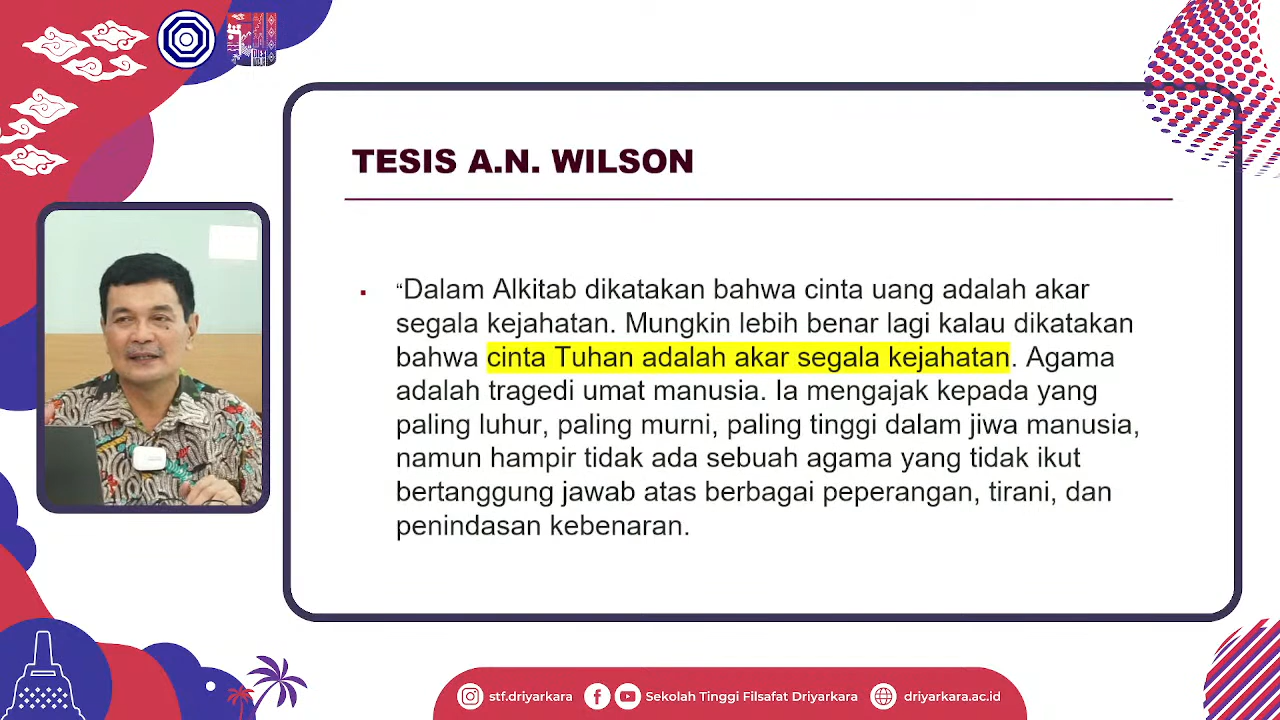 TESIS A.N. WILSON
▪ “Dalam Alkitab dikatakan bahwa cinta uang adalah akar
segala kejahatan. Mungkin lebih benar lagi kalau dikatakan
bahwa cinta Tuhan adalah akar segala kejahatan. Agama
adalah tragedi umat manusia. Ia mengajak kepada yang
paling luhur, paling murni, paling tinggi dalam jiwa manusia,
namun hampir tidak ada sebuah agama yang tidak ikut
bertanggung jawab atas berbagai peperangan, tirani, dan
penindasan kebenaran.
stf.driyarkara
Sekolah Tinggi Filsafat Driyarkara
driyarkara.ac.id